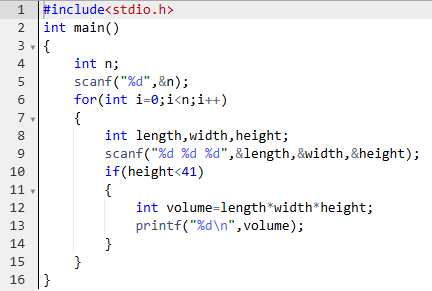 1 #include<stdio.h>
2 int main()
3 {
4 int n;
5 scanf("%d",&n);
6 for(int i=0;i<n;i++)
7 {
8 int length,width,height;
9 scanf("%d %d %d",&length,&width,&height);
10 if(height<41)
11 {
12 int volume=length*width*height;
13 printf("%d\n",volume);
14 }
15 }
16 }